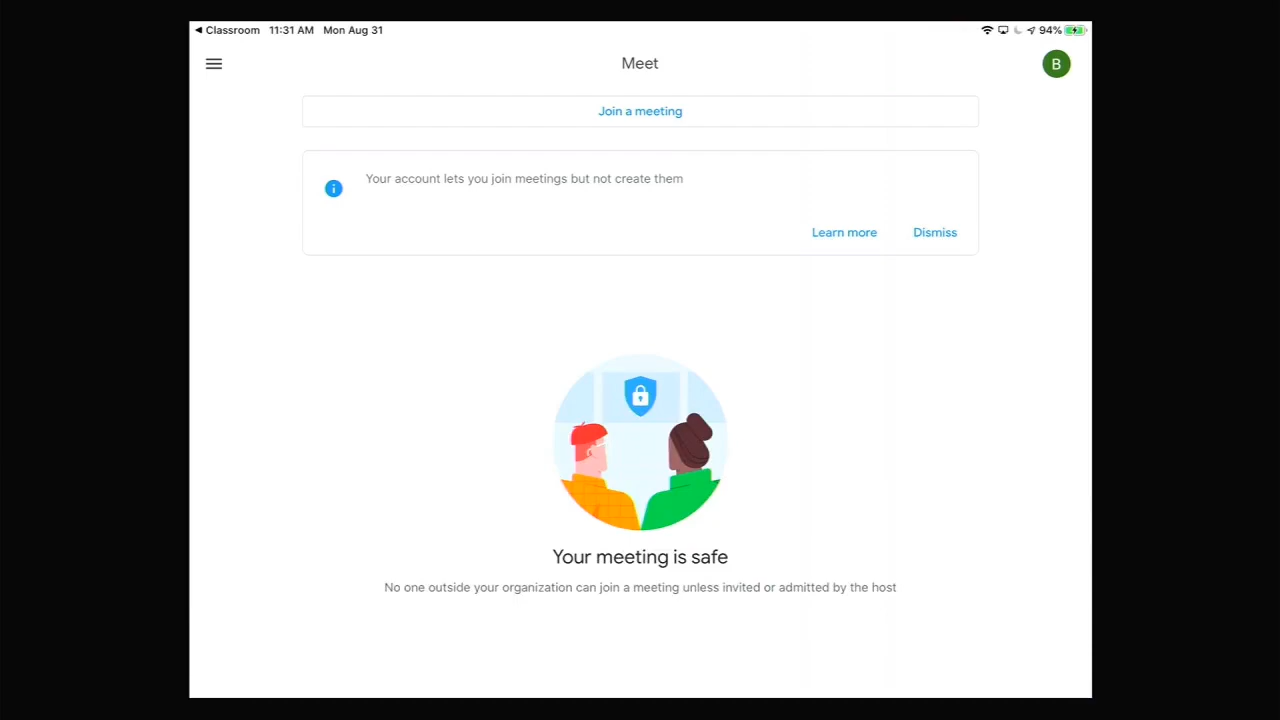 ◀ Classroom 11:31 AM Mon Aug 31 94%
Meet
B
Join a meeting
Your account lets you join meetings but not create them
Learn more Dismiss
Your meeting is safe
No one outside your organization can join a meeting unless invited or admitted by the host